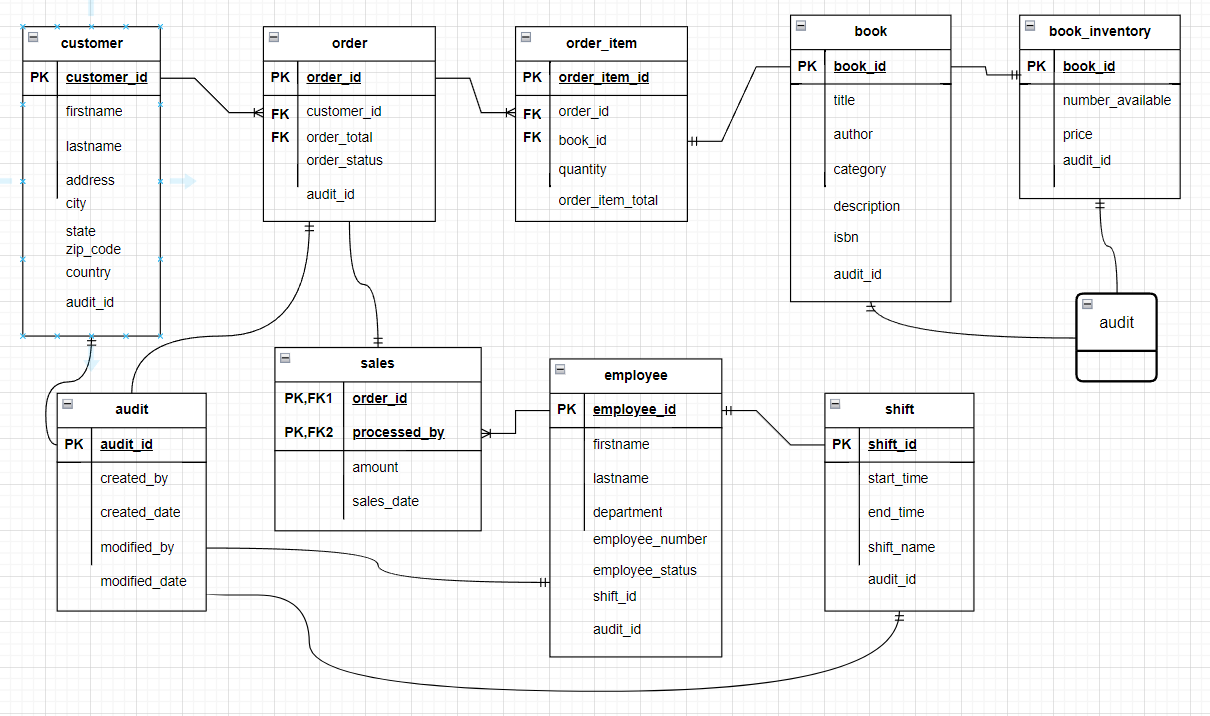 customer
PK customer_id
firstname
lastname
address
city
state
zip_code
country
audit_id
order
PK order_id
FK customer_id
FK order_total
order_status
audit_id
order_item
PK order_item_id
FK order_id
FK book_id
quantity
order_item_total
book
PK book_id
title
author
category
description
isbn
audit_id
book_inventory
PK book_id
number_available
price
audit_id
audit
audit
PK audit_id
created_by
created_date
modified_by
modified_date
sales
PK,FK1 order_id
PK,FK2 processed_by
amount
sales_date
employee
PK employee_id
firstname
lastname
department
employee_number
employee_status
shift_id
audit_id
shift
PK shift_id
start_time
end_time
shift_name
audit_id